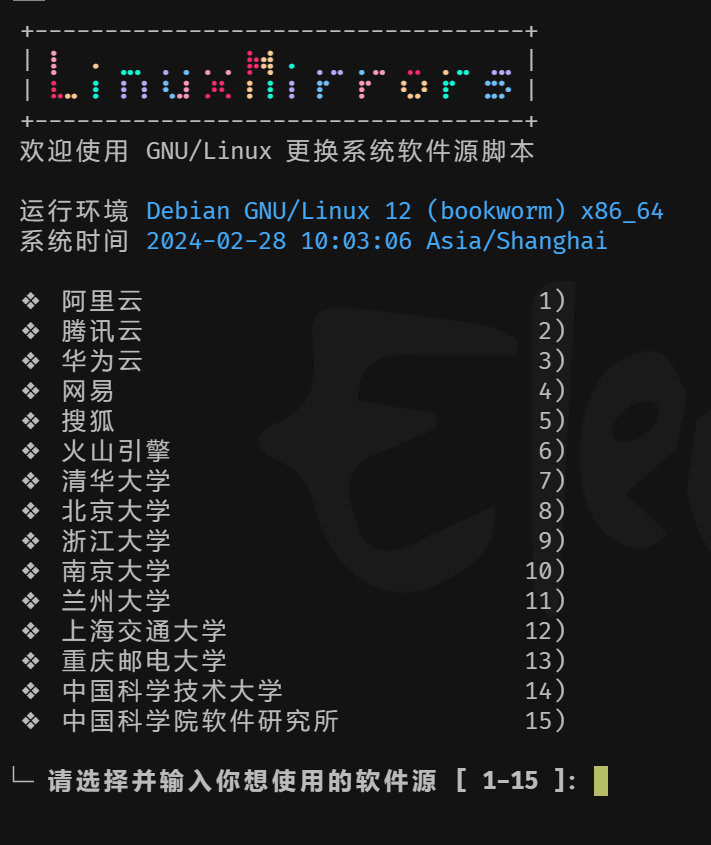 +-----------------------------------+
| LinuxMirrors |
+-----------------------------------+
欢迎使用 GNU/Linux 更换系统软件源脚本
运行环境 Debian GNU/Linux 12 (bookworm) x86_64
系统时间 2024-02-28 10:03:06 Asia/Shanghai
❖ 阿里云 1)
❖ 腾讯云 2)
❖ 华为云 3)
❖ 网易 4)
❖ 搜狐 5)
❖ 火山引擎 6)
❖ 清华大学 7)
❖ 北京大学 8)
❖ 浙江大学 9)
❖ 南京大学 10)
❖ 兰州大学 11)
❖ 上海交通大学 12)
❖ 重庆邮电大学 13)
❖ 中国科学技术大学 14)
❖ 中国科学院软件研究所 15)
└─ 请选择并输入你想使用的软件源 [ 1-15 ]: